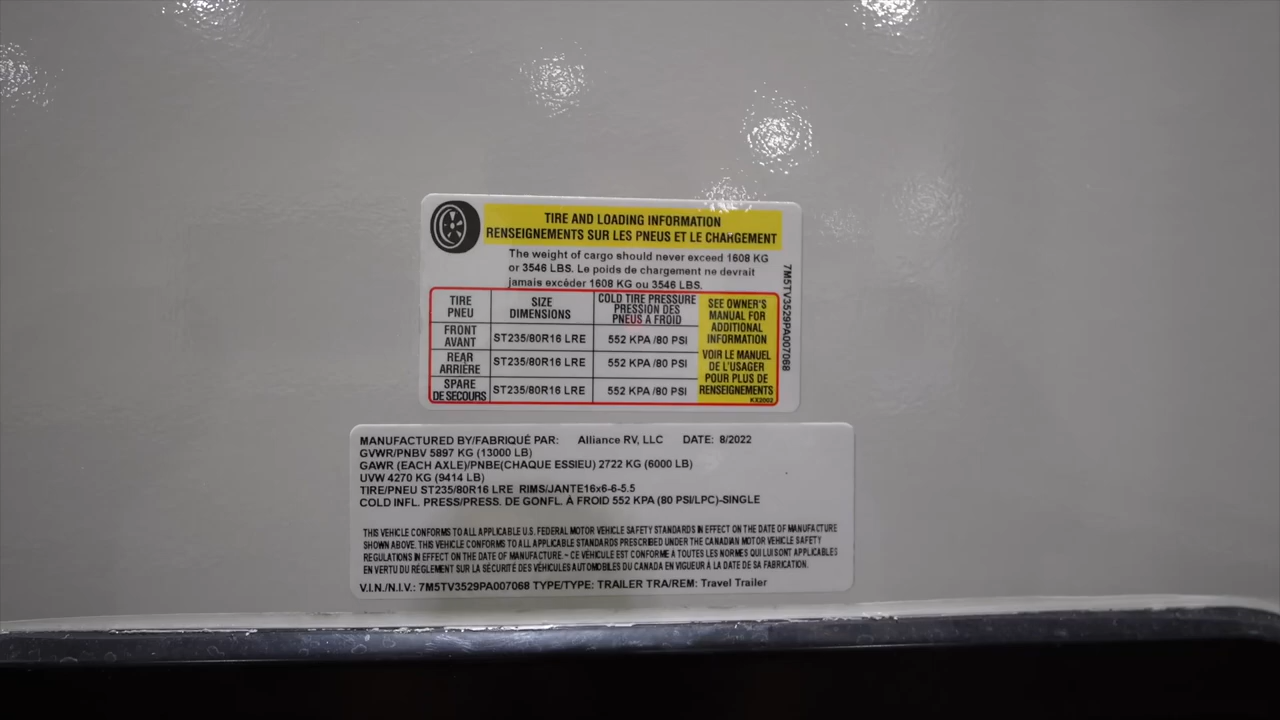 TIRE AND LOADING INFORMATION
RENSEIGNEMENTS SUR LES PNEUS ET LE CHARGEMENT
The weight of cargo should never exceed 1608 KG
or 3546 LBS. Le poids de chargement ne devrait
jamais excéder 1608 KG ou 3546 LBS.
TIRE PNEU SIZE DIMENSIONS COLD TIRE PRESSURE PRESSION DES PNEUS A FROID
FRONT AVANT ST235/80R16 LRE 552 KPA /80 PSI
REAR ARRIÈRE ST235/80R16 LRE 552 KPA /80 PSI
SPARE DE SECOURS ST235/80R16 LRE 552 KPA /80 PSI
SEE OWNER'S
MANUAL FOR
ADDITIONAL
INFORMATION
VOIR LE MANUEL
DE L'USAGER
POUR PLUS DE
RENSEIGNEMENTS
KX2002
7M5TV3529PA007068
MANUFACTURED BY/FABRIQUÉ PAR: Alliance RV, LLC DATE: 8/2022
GVWR/PNBV 5897 KG (13000 LB)
GAWR (EACH AXLE)/PNBE(CHAQUE ESSIEU) 2722 KG (6000 LB)
UVW 4270 KG (9414 LB)
TIRE/PNEU ST235/80R16 LRE RIMS/JANTE16x6-6-5.5
COLD INFL. PRESS/PRESS. DE GONFL. À FROID 552 KPA (80 PSI/LPC)-SINGLE
THIS VEHICLE CONFORMS TO ALL APPLICABLE U.S. FEDERAL MOTOR VEHICLE SAFETY STANDARDS IN EFFECT ON THE DATE OF MANUFACTURE
SHOWN ABOVE. THIS VEHICLE CONFORMS TO ALL APPLICABLE STANDARDS PRESCRIBED UNDER THE CANADIAN MOTOR VEHICLE SAFETY
REGULATIONS IN EFFECT ON THE DATE OF MANUFACTURE. - CE VÉHICULE EST CONFORME À TOUTES LES NORMES QUI LUI SONT APPLICABLES
EN VERTU DU RÈGLEMENT SUR LA SÉCURITÉ DES VÉHICULES AUTOMOBILES DU CANADA EN VIGUEUR À LA DATE DE SA FABRICATION.
V.I.N./N.I.V.: 7M5TV3529PA007068 TYPE/TYPE: TRAILER TRA/REM: Travel Trailer